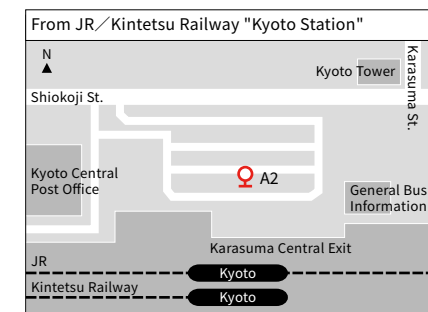 From JR／Kintetsu Railway "Kyoto Station"
N
Kyoto Tower
Karasuma St.
Shiokoji St.
Kyoto Central
Post Office
A2
General Bus
Information
Karasuma Central Exit
JR
Kyoto
Kintetsu Railway
Kyoto